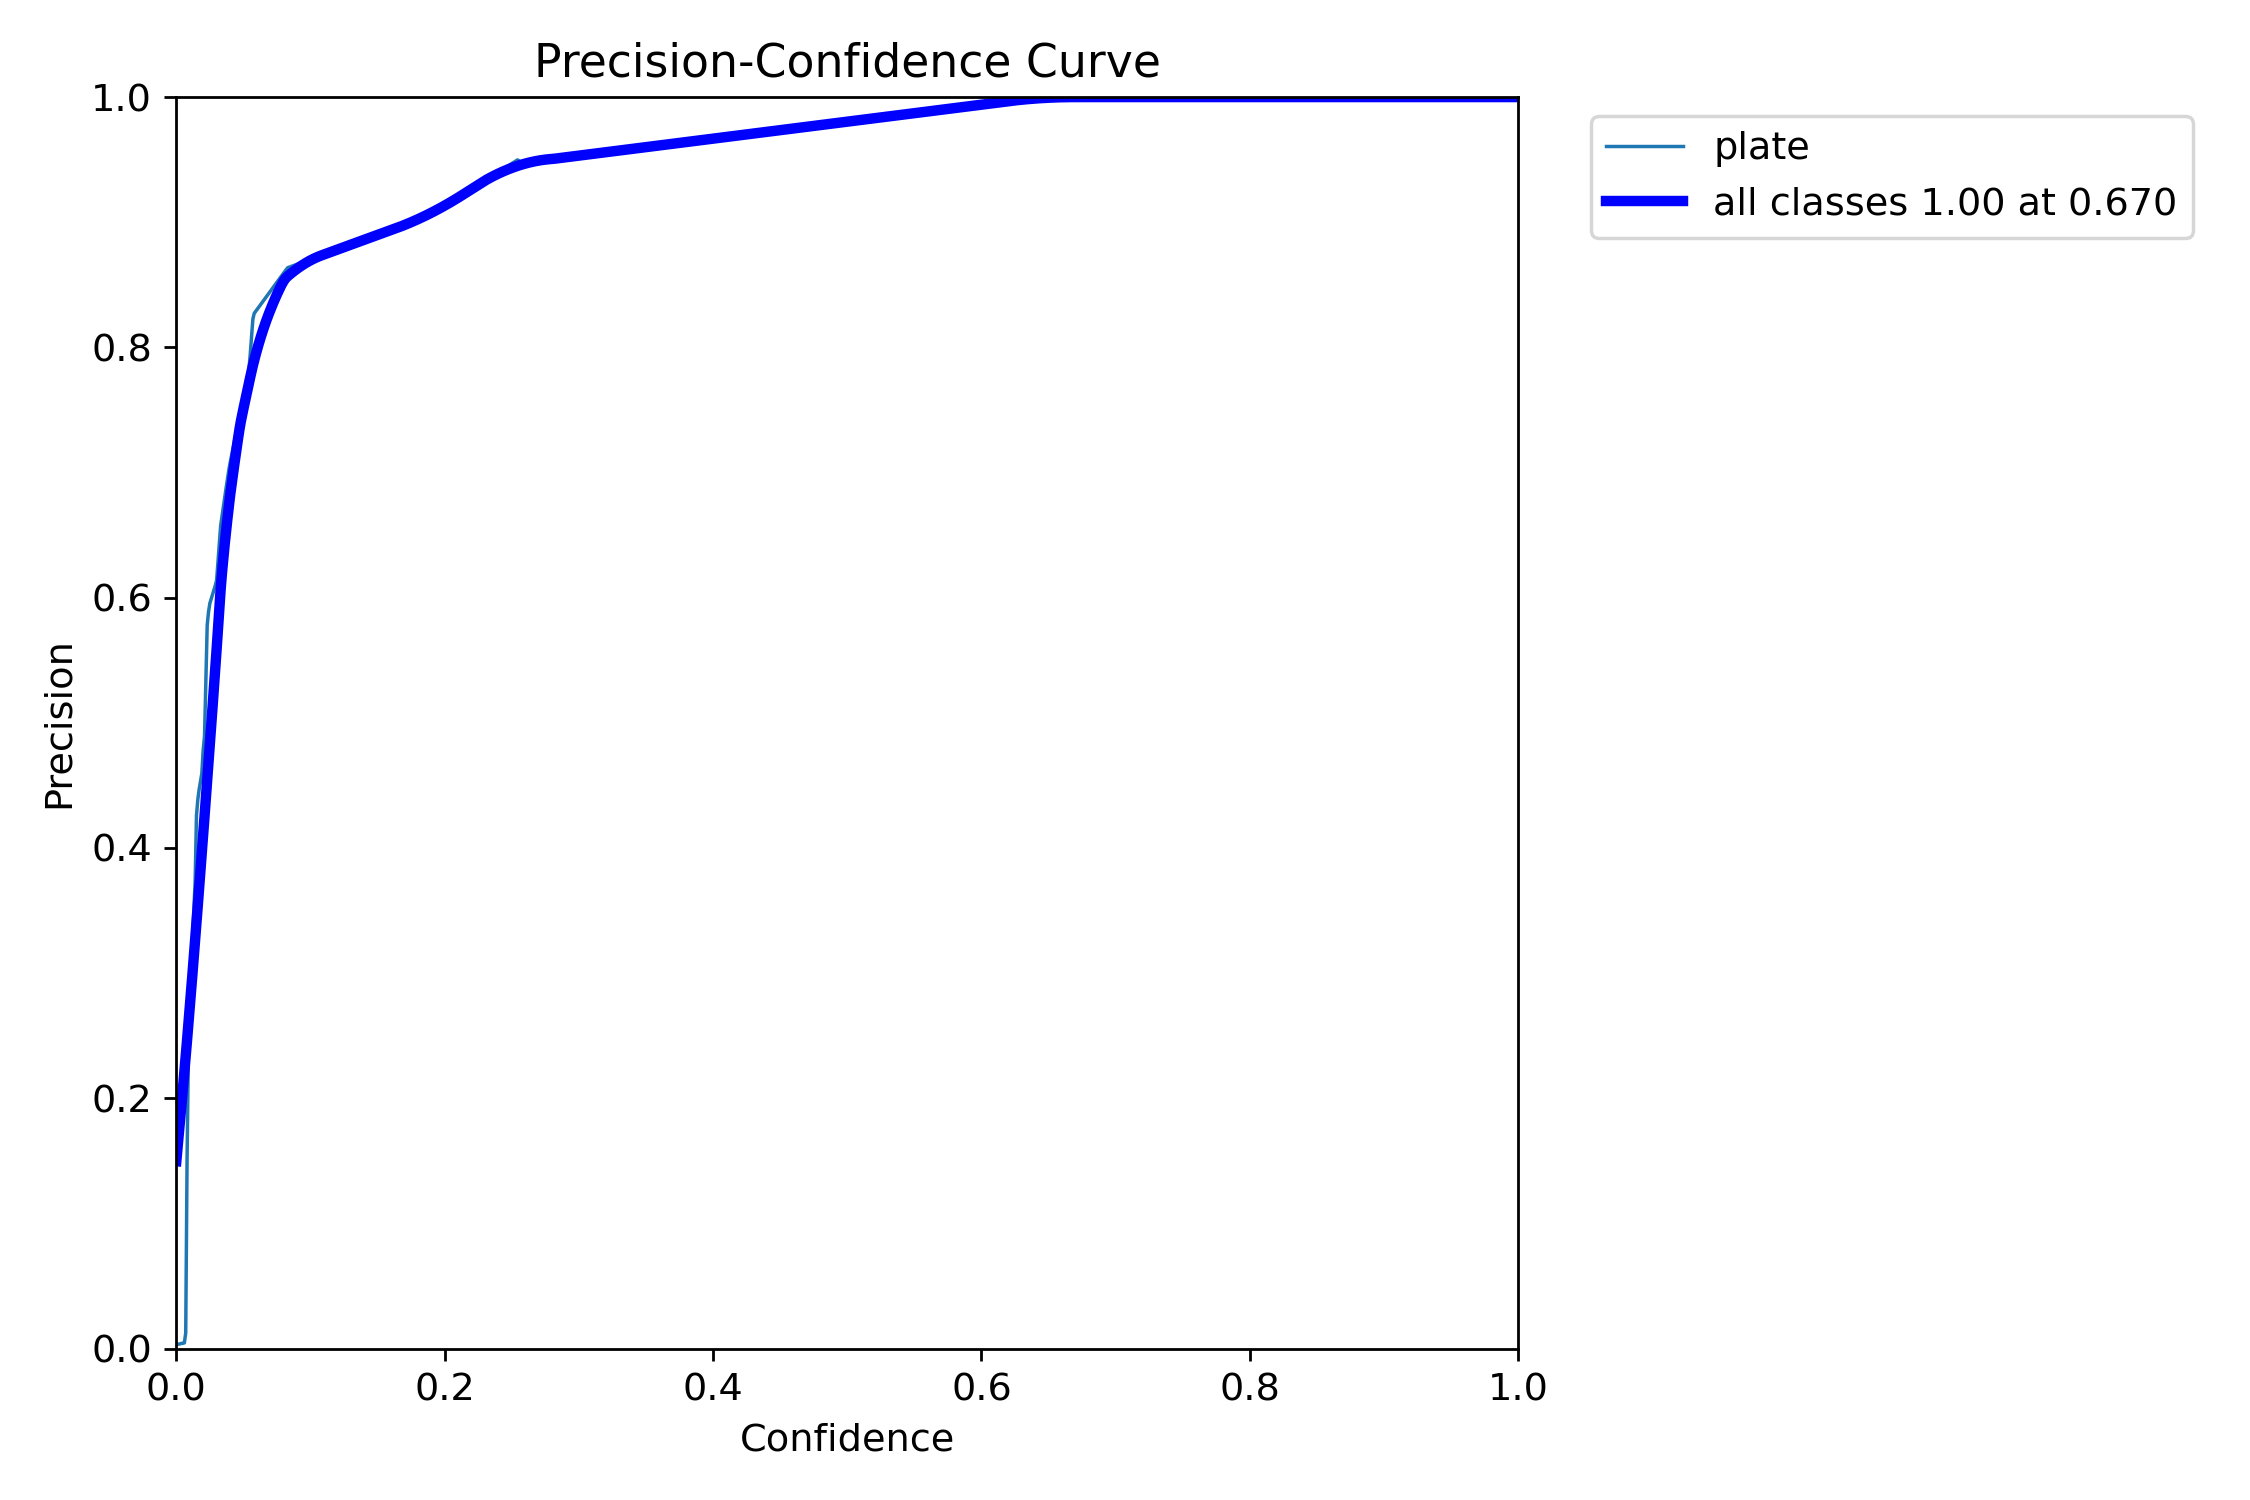 Precision-Confidence Curve
plate
all classes 1.00 at 0.670
1.0
0.8
0.6
0.4
0.2
0.0
Precision
0.0 0.2 0.4 0.6 0.8 1.0
Confidence